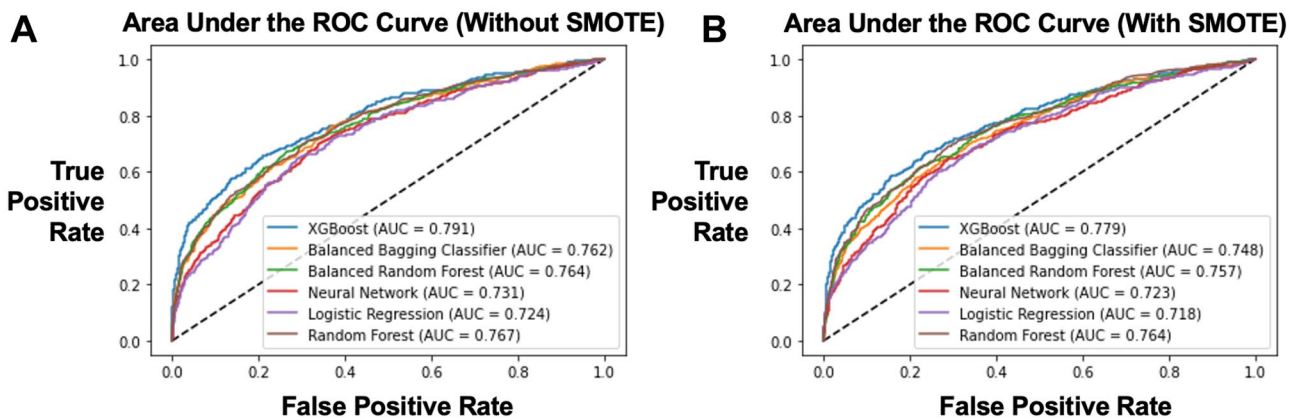 A
Area Under the ROC Curve (Without SMOTE)
1.0
0.8
0.6
0.4
0.2
0.0
True
Positive
Rate
XGBoost (AUC = 0.791)
Balanced Bagging Classifier (AUC = 0.762)
Balanced Random Forest (AUC = 0.764)
Neural Network (AUC = 0.731)
Logistic Regression (AUC = 0.724)
Random Forest (AUC = 0.767)
0.0 0.2 0.4 0.6 0.8 1.0
False Positive Rate
B
Area Under the ROC Curve (With SMOTE)
1.0
0.8
0.6
0.4
0.2
0.0
True
Positive
Rate
XGBoost (AUC = 0.779)
Balanced Bagging Classifier (AUC = 0.748)
Balanced Random Forest (AUC = 0.757)
Neural Network (AUC = 0.723)
Logistic Regression (AUC = 0.718)
Random Forest (AUC = 0.764)
0.0 0.2 0.4 0.6 0.8 1.0
False Positive Rate